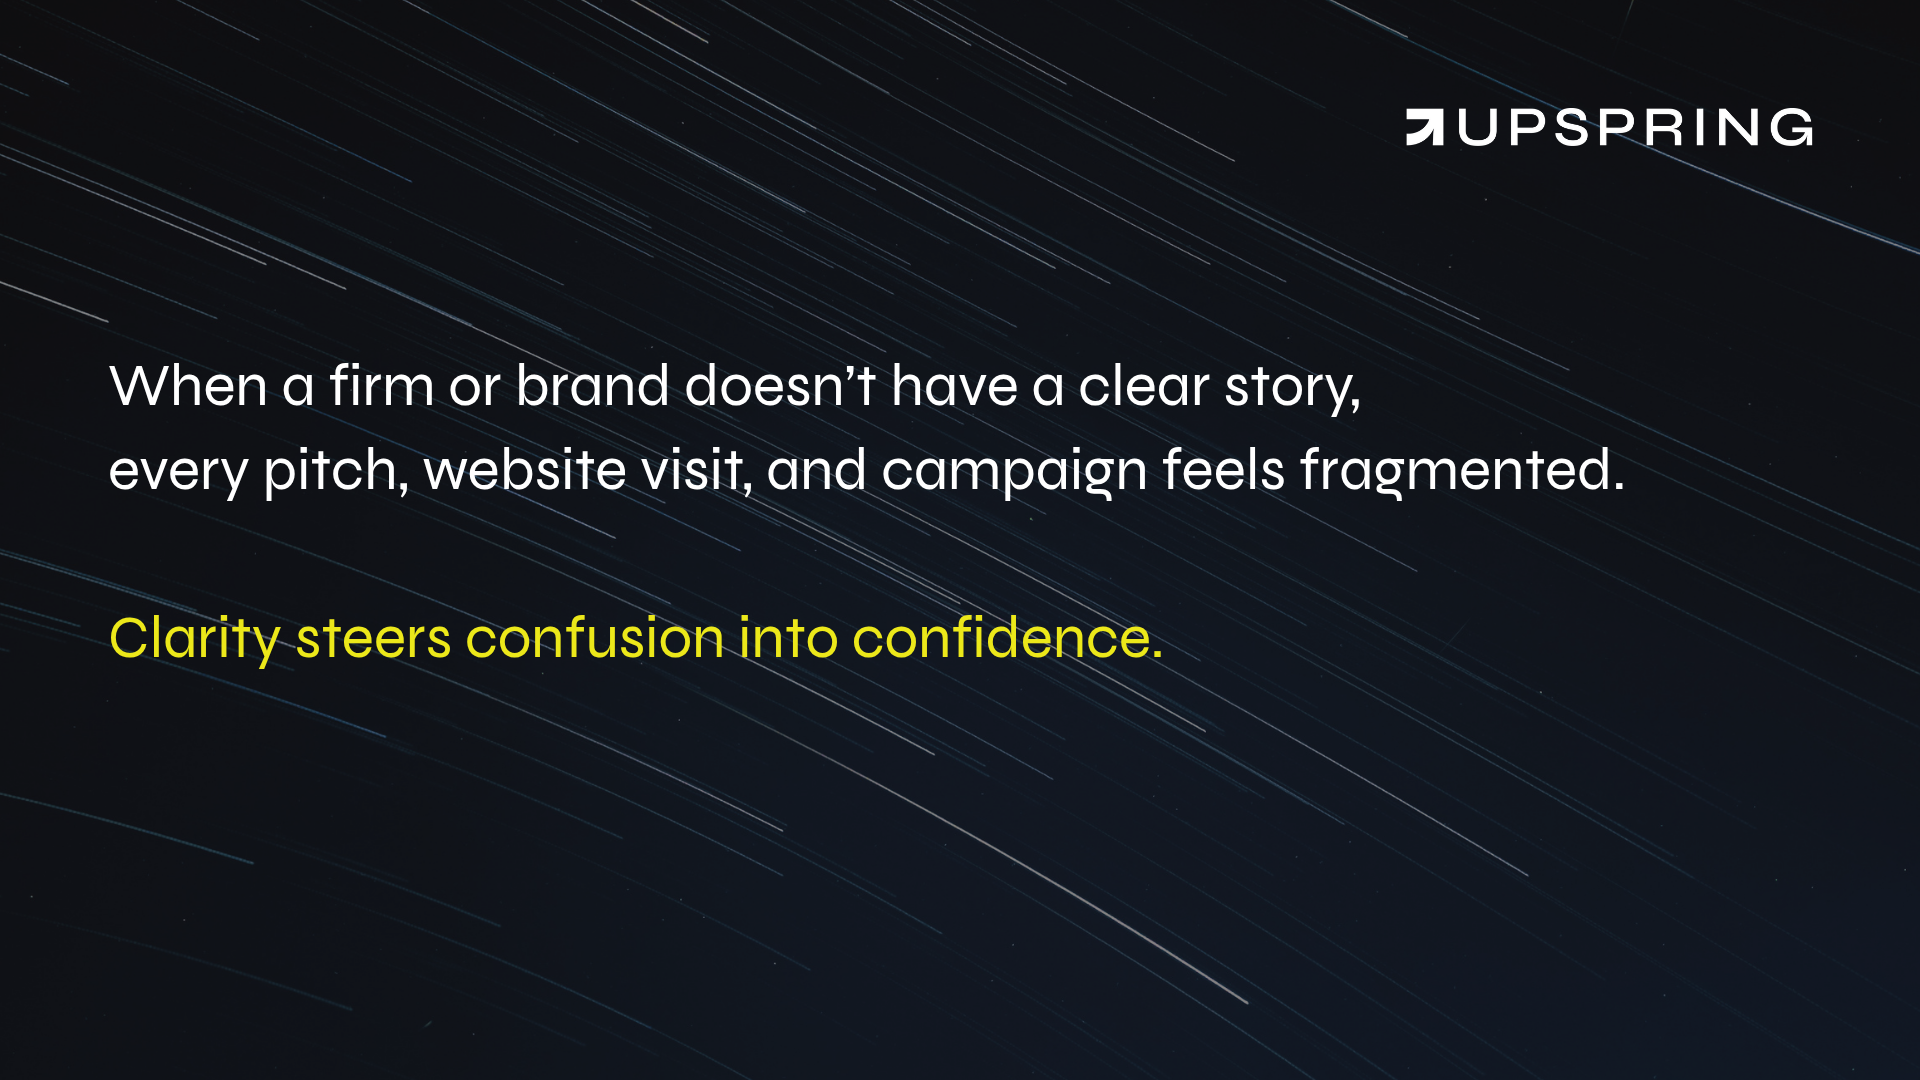 UPSPRING
When a firm or brand doesn’t have a clear story,
every pitch, website visit, and campaign feels fragmented.
Clarity steers confusion into confidence.